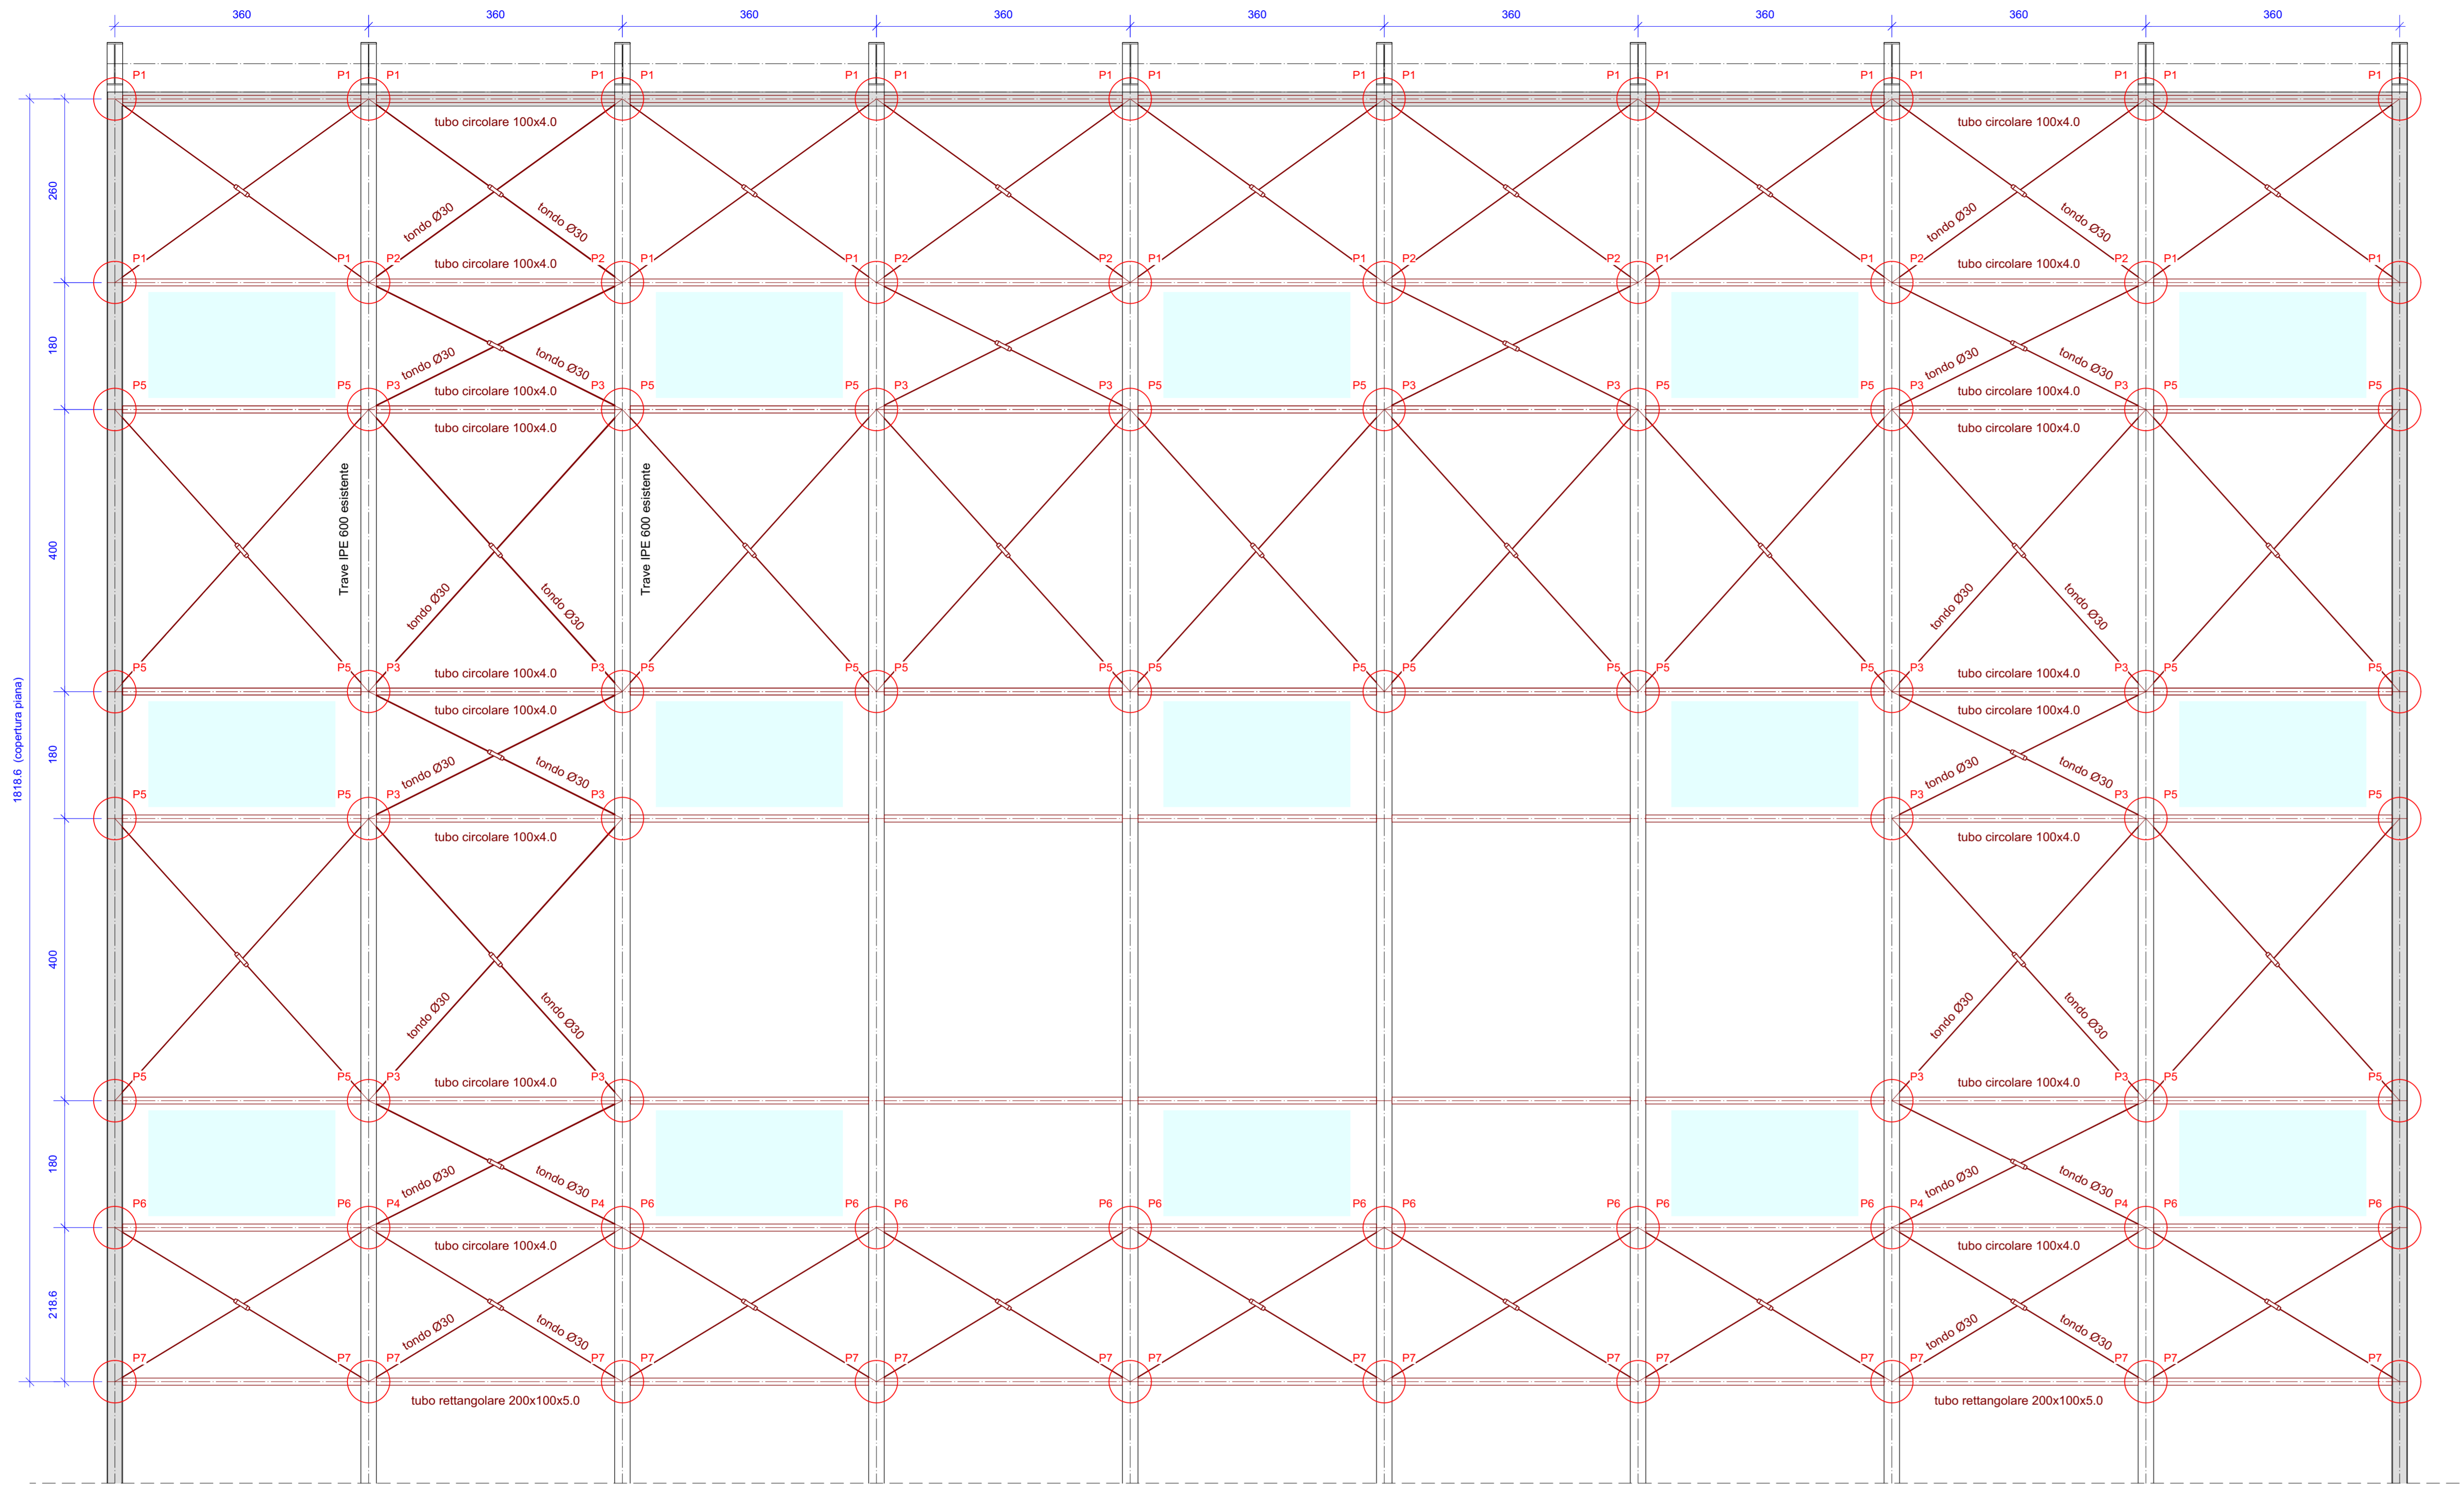 360 360 360 360 360 360 360 360 360
P1 P1 P1 P1 P1 P1 P1 P1 P1 P1 P1 P1 P1 P1 P1 P1 P1 P1
tubo circolare 100x4.0 tubo circolare 100x4.0
260
tondo Ø30 tondo Ø30 tondo Ø30 tondo Ø30
P1 P1 P2 P2 P1 P1 P2 P2 P1 P1 P2 P2 P1 P1 P2 P2 P1 P1
tubo circolare 100x4.0 tubo circolare 100x4.0
180
tondo Ø30 tondo Ø30 tondo Ø30 tondo Ø30
P5 P5 P3 P3 P5 P5 P3 P3 P5 P5 P3 P3 P5 P5 P3 P3 P5 P5
tubo circolare 100x4.0 tubo circolare 100x4.0
tubo circolare 100x4.0 tubo circolare 100x4.0
Trave IPE 600 esistente
Trave IPE 600 esistente
400
tondo Ø30 tondo Ø30 tondo Ø30 tondo Ø30
P5 P5 P3 P3 P5 P5 P5 P5 P5 P5 P5 P5 P5 P5 P3 P3 P5 P5
tubo circolare 100x4.0 tubo circolare 100x4.0
1818.6 (copertura piana)
tubo circolare 100x4.0 tubo circolare 100x4.0
180
tondo Ø30 tondo Ø30 tondo Ø30 tondo Ø30
P5 P5 P3 P3 P3 P3 P5 P5
tubo circolare 100x4.0 tubo circolare 100x4.0
400
tondo Ø30 tondo Ø30 tondo Ø30 tondo Ø30
P5 P5 P3 P3 P3 P3 P5 P5
tubo circolare 100x4.0 tubo circolare 100x4.0
180
tondo Ø30 tondo Ø30 tondo Ø30 tondo Ø30
P6 P6 P4 P4 P6 P6 P6 P6 P6 P6 P6 P6 P6 P6 P4 P4 P6 P6
tubo circolare 100x4.0 tubo circolare 100x4.0
218.6
tondo Ø30 tondo Ø30 tondo Ø30 tondo Ø30
P7 P7 P7 P7 P7 P7 P7 P7 P7 P7 P7 P7 P7 P7 P7 P7 P7 P7
tubo rettangolare 200x100x5.0 tubo rettangolare 200x100x5.0